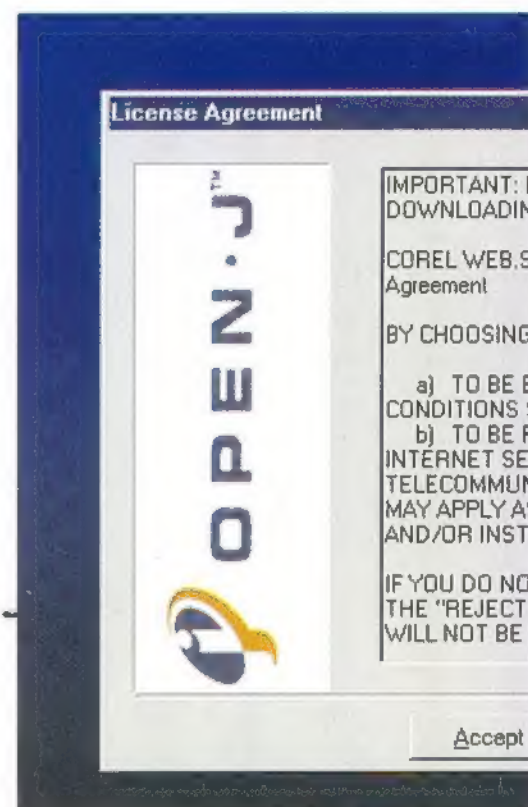 License Agreement
OPEN·J™
IMPORTANT:
DOWNLOADIN
COREL WEB.S
Agreement
BY CHOOSING
a) TO BE
CONDITIONS
b) TO BE
INTERNET SE
TELECOMMUN
MAY APPLY
AND/OR INST
IF YOU DO NO
THE "REJECT
WILL NOT BE
Accept